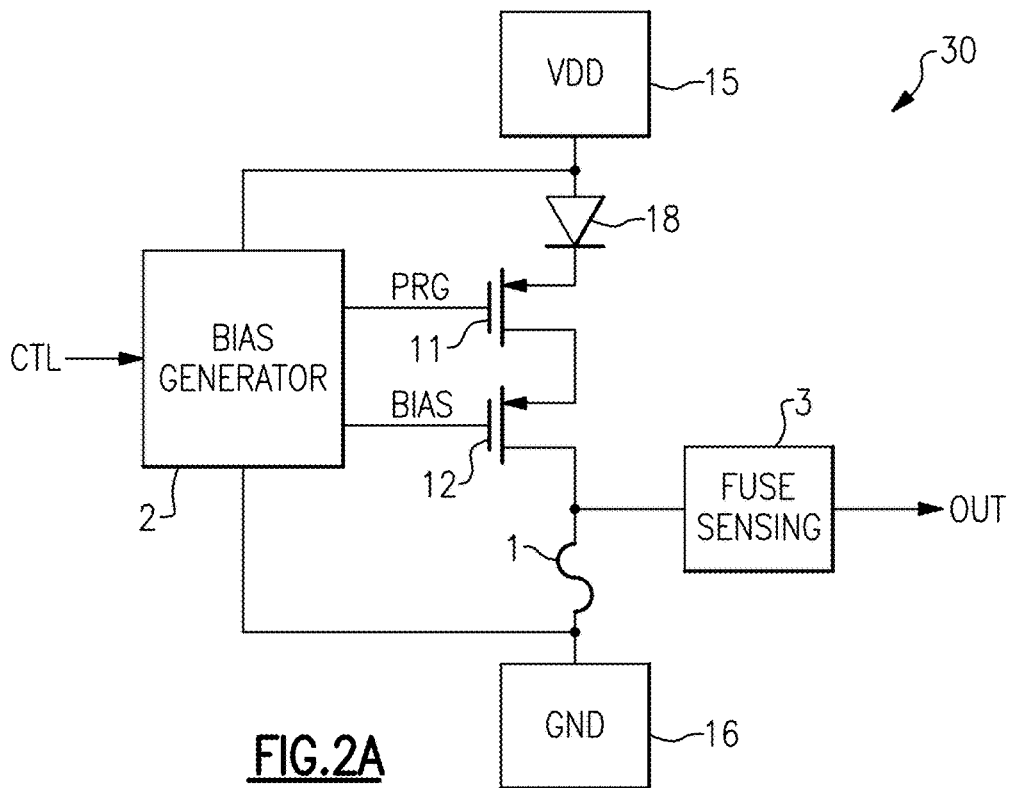 VDD
15
30
18
PRG
11
CTL
BIAS
GENERATOR
BIAS
12
2
3
FUSE
SENSING
OUT
1
GND
16
FIG.2A